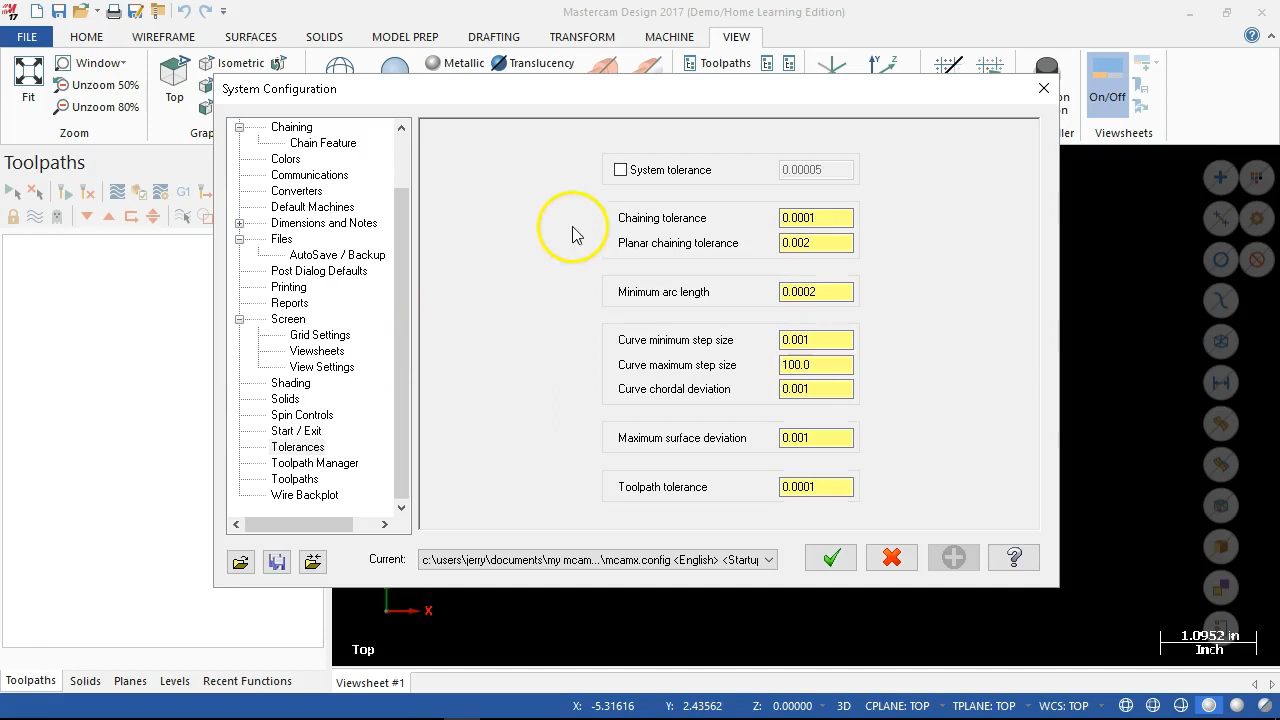 17
Mastercam Design 2017 (Demo/Home Learning Edition)
FILE HOME WIREFRAME SURFACES SOLIDS MODEL PREP DRAFTING TRANSFORM MACHINE VIEW
Window Isometric Metallic Translucency Toolpaths
Unzoom 50%
Unzoom 80%
Fit Top On/Off
Zoom Viewsheets
System Configuration
Toolpaths
G1
Chaining
Chain Feature
Colors
Communications
Converters
Default Machines
Dimensions and Notes
Files
AutoSave / Backup
Post Dialog Defaults
Printing
Reports
Screen
Grid Settings
Viewsheets
View Settings
Shading
Solids
Spin Controls
Start / Exit
Tolerances
Toolpath Manager
Toolpaths
Wire Backplot
System tolerance 0.00005
Chaining tolerance 0.0001
Planar chaining tolerance 0.002
Minimum arc length 0.0002
Curve minimum step size 0.001
Curve maximum step size 100.0
Curve chordal deviation 0.001
Maximum surface deviation 0.001
Toolpath tolerance 0.0001
Current: c:\users\jerry\documents\my mcam...\mcamx.config <English> <Startup
X
Top
1.0952 in
Inch
Toolpaths Solids Planes Levels Recent Functions Viewsheet #1
X: -5.31616 Y: 2.43562 Z: 0.00000 3D CPLANE: TOP TPLANE: TOP WCS: TOP